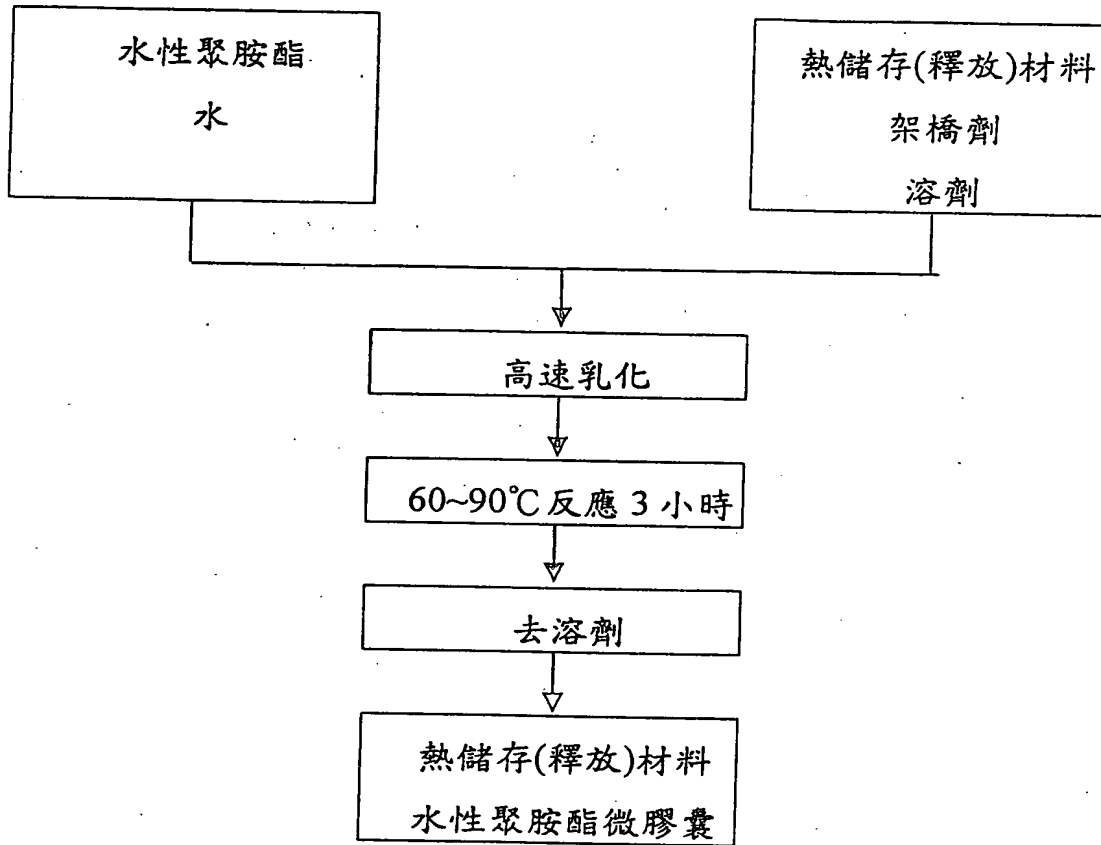 水性聚胺酯
水
熱儲存(釋放)材料
架橋劑
溶劑
高速乳化
60~90℃反應 3 小時
去溶劑
熱儲存(釋放)材料
水性聚胺酯微膠囊